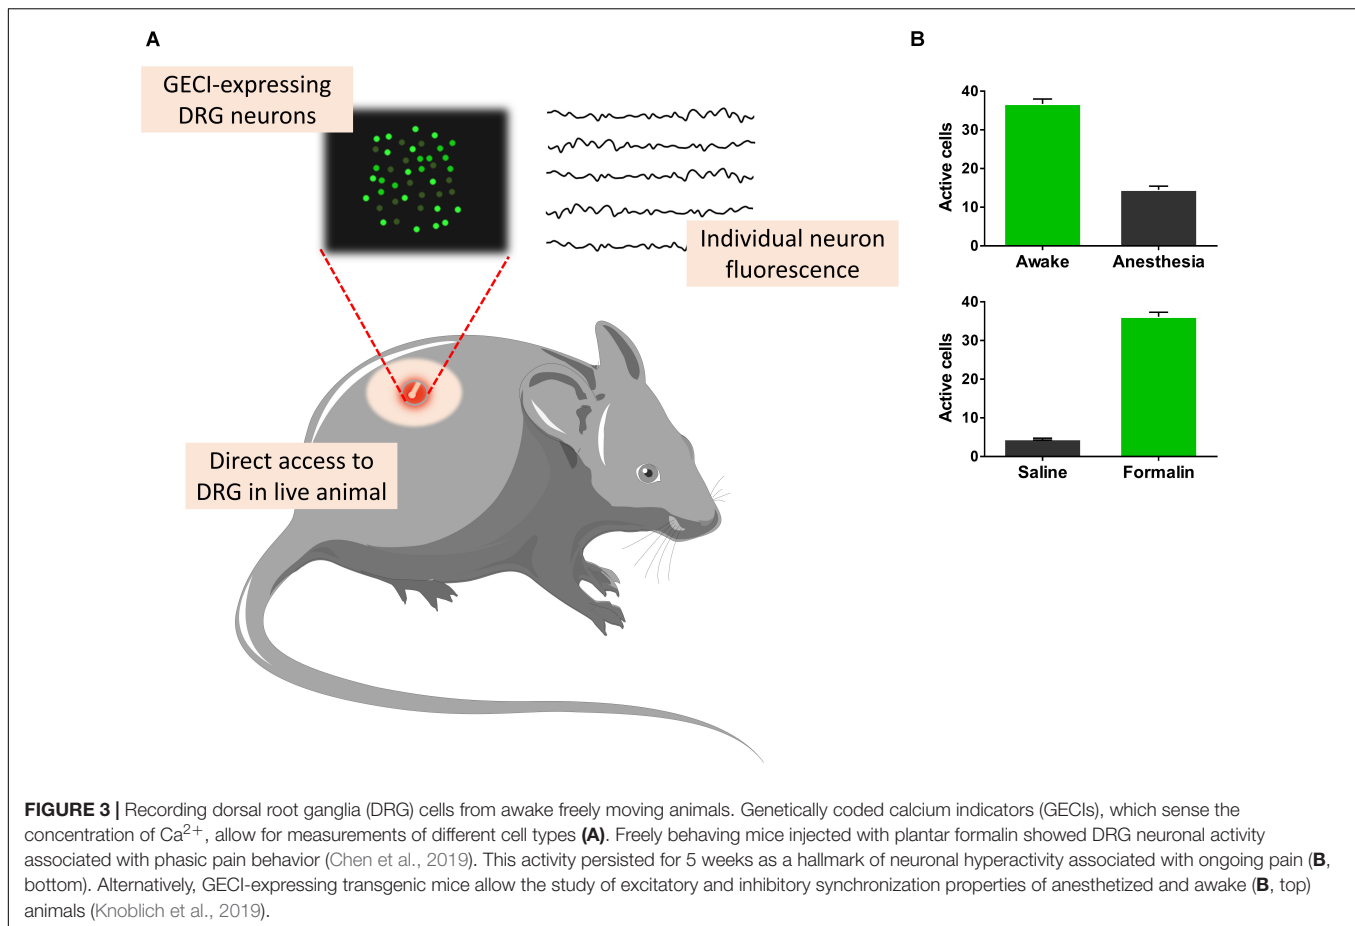 A
GECI-expressing
DRG neurons
Individual neuron
fluorescence
Direct access to
DRG in live animal
B
40
30
20
10
0
Active cells
Awake
Anesthesia
40
30
20
10
0
Active cells
Saline
Formalin
FIGURE 3 | Recording dorsal root ganglia (DRG) cells from awake freely moving animals. Genetically coded calcium indicators (GECIs), which sense the
concentration of Ca2+, allow for measurements of different cell types (A). Freely behaving mice injected with plantar formalin showed DRG neuronal activity
associated with phasic pain behavior (Chen et al., 2019). This activity persisted for 5 weeks as a hallmark of neuronal hyperactivity associated with ongoing pain (B,
bottom). Alternatively, GECI-expressing transgenic mice allow the study of excitatory and inhibitory synchronization properties of anesthetized and awake (B, top)
animals (Knoblich et al., 2019).